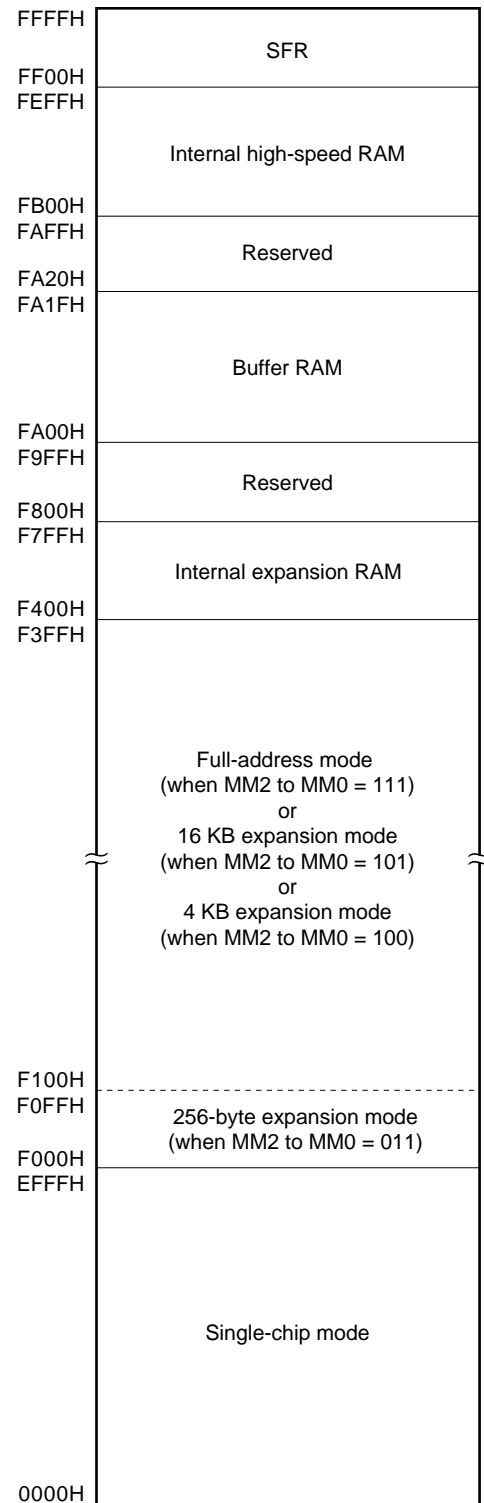 FFFFH
SFR
FF00H
FEFFH
Internal high-speed RAM
FB00H
FAFFH
Reserved
FA20H
FA1FH
Buffer RAM
FA00H
F9FFH
Reserved
F800H
F7FFH
Internal expansion RAM
F400H
F3FFH
Full-address mode
(when MM2 to MM0 = 111)
or
16 KB expansion mode
(when MM2 to MM0 = 101)
or
4 KB expansion mode
(when MM2 to MM0 = 100)
F100H
F0FFH
256-byte expansion mode
(when MM2 to MM0 = 011)
F000H
EFFFH
Single-chip mode
0000H